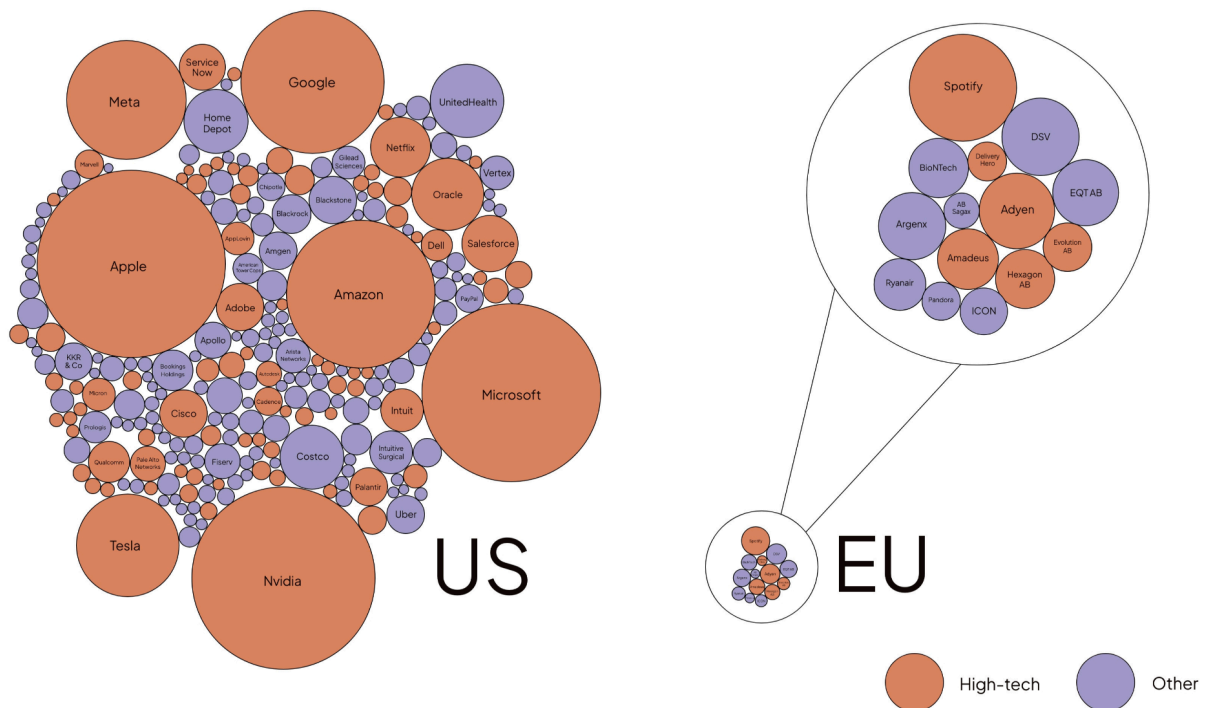 Service
Now
Google
Meta
Home
Depot
UnitedHealth
Netflix
Gilead
Sciences
Marvell
Vertex
Chipotle
Blackstone
Oracle
Blackrock
AppLovin
Amgen
Dell
Salesforce
Apple
American
Tower Corp
Amazon
PayPal
Adobe
Apollo
Arista
Networks
KKR
& Co
Bookings
Holdings
Autodesk
Microsoft
Micron
Cadence
Cisco
Intuit
Prologis
Costco
Intuitive
Surgical
Qualcomm
Palo Alto
Networks
Fiserv
Palantir
Uber
Tesla
Nvidia
US
Spotify
DSV
Delivery
Hero
BioNTech
EQT AB
AB
Sagax
Adyen
Argenx
Evolution
AB
Amadeus
Hexagon
AB
Ryanair
Pandora
ICON
Spotify
Adyen
EU
High-tech
Other